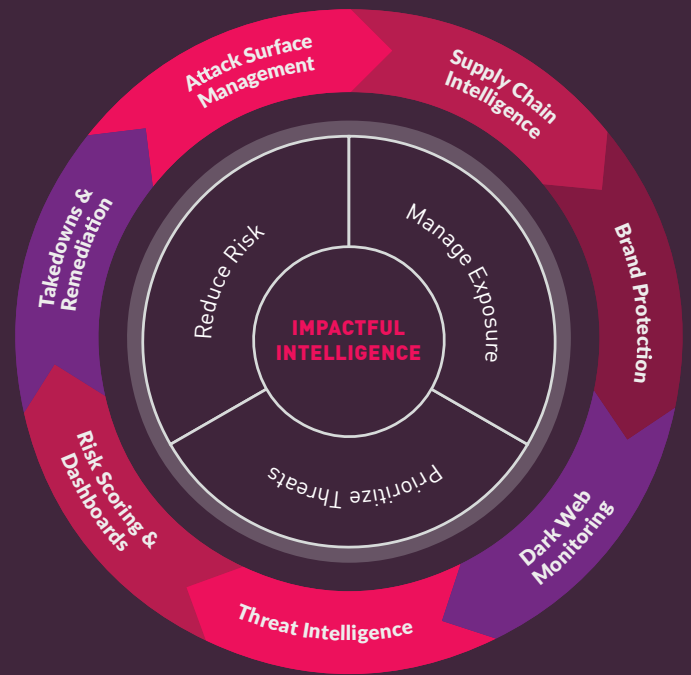 Attack Surface
Management
Supply Chain
Intelligence
Brand Protection
Dark Web
Monitoring
Threat Intelligence
Risk Scoring &
Dashboards
Takedowns &
Remediation
Reduce Risk
Manage Exposure
Prioritize Threats
IMPACTFUL
INTELLIGENCE